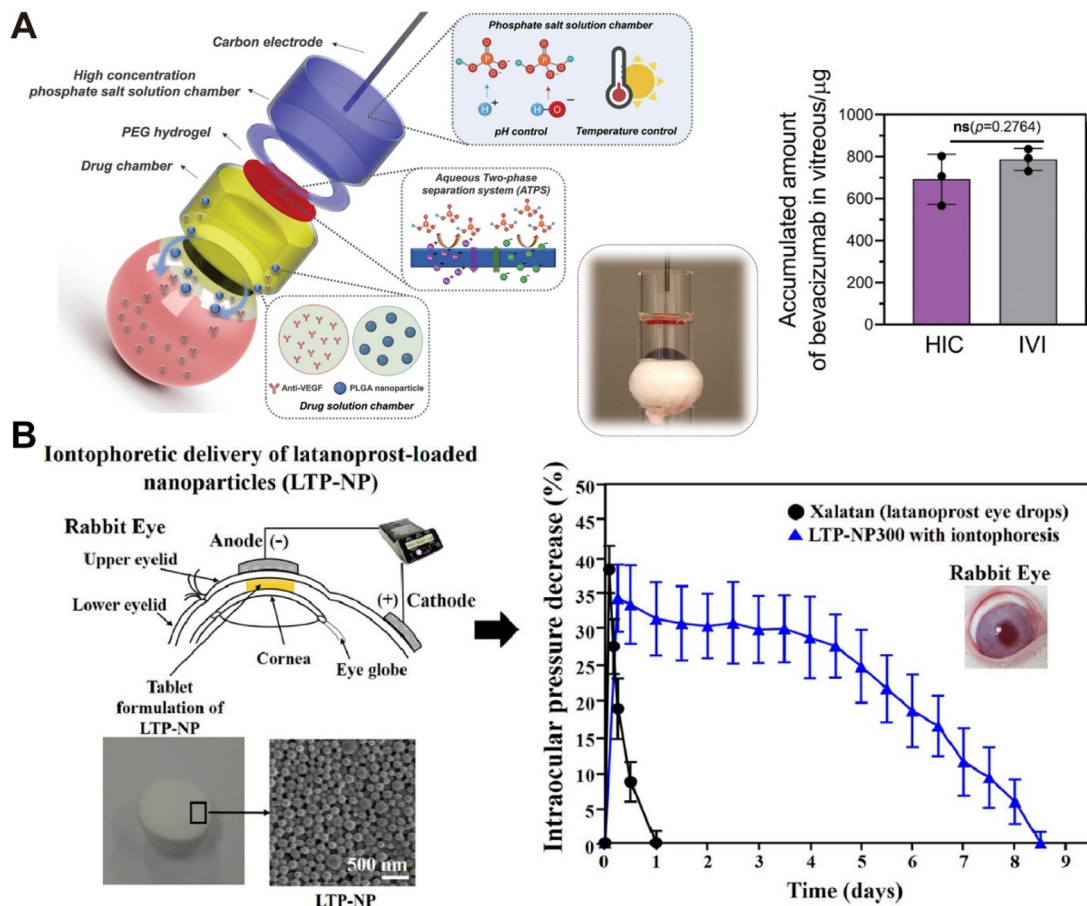 A
Carbon electrode
High concentration
phosphate salt solution chamber
PEG hydrogel
Drug chamber
Phosphate salt solution chamber
H
+
H
O
−
pH control
Temperature control
Aqueous Two-phase
separation system (ATPS)
Anti-VEGF
PLGA nanoparticle
Drug solution chamber
Accumulated amount
of bevacizumab in vitreous/μg
1000
800
600
400
200
0
ns(p=0.2764)
HIC
IVI
B
Iontophoretic delivery of latanoprost-loaded
nanoparticles (LTP-NP)
Rabbit Eye
Anode (-)
Upper eyelid
Lower eyelid
(+) Cathode
Cornea
Eye globe
Tablet
formulation of
LTP-NP
500 nm
LTP-NP
Intraocular pressure decrease (%)
50
45
40
35
30
25
20
15
10
5
0
Xalatan (latanoprost eye drops)
LTP-NP300 with iontophoresis
Rabbit Eye
0 1 2 3 4 5 6 7 8 9
Time (days)